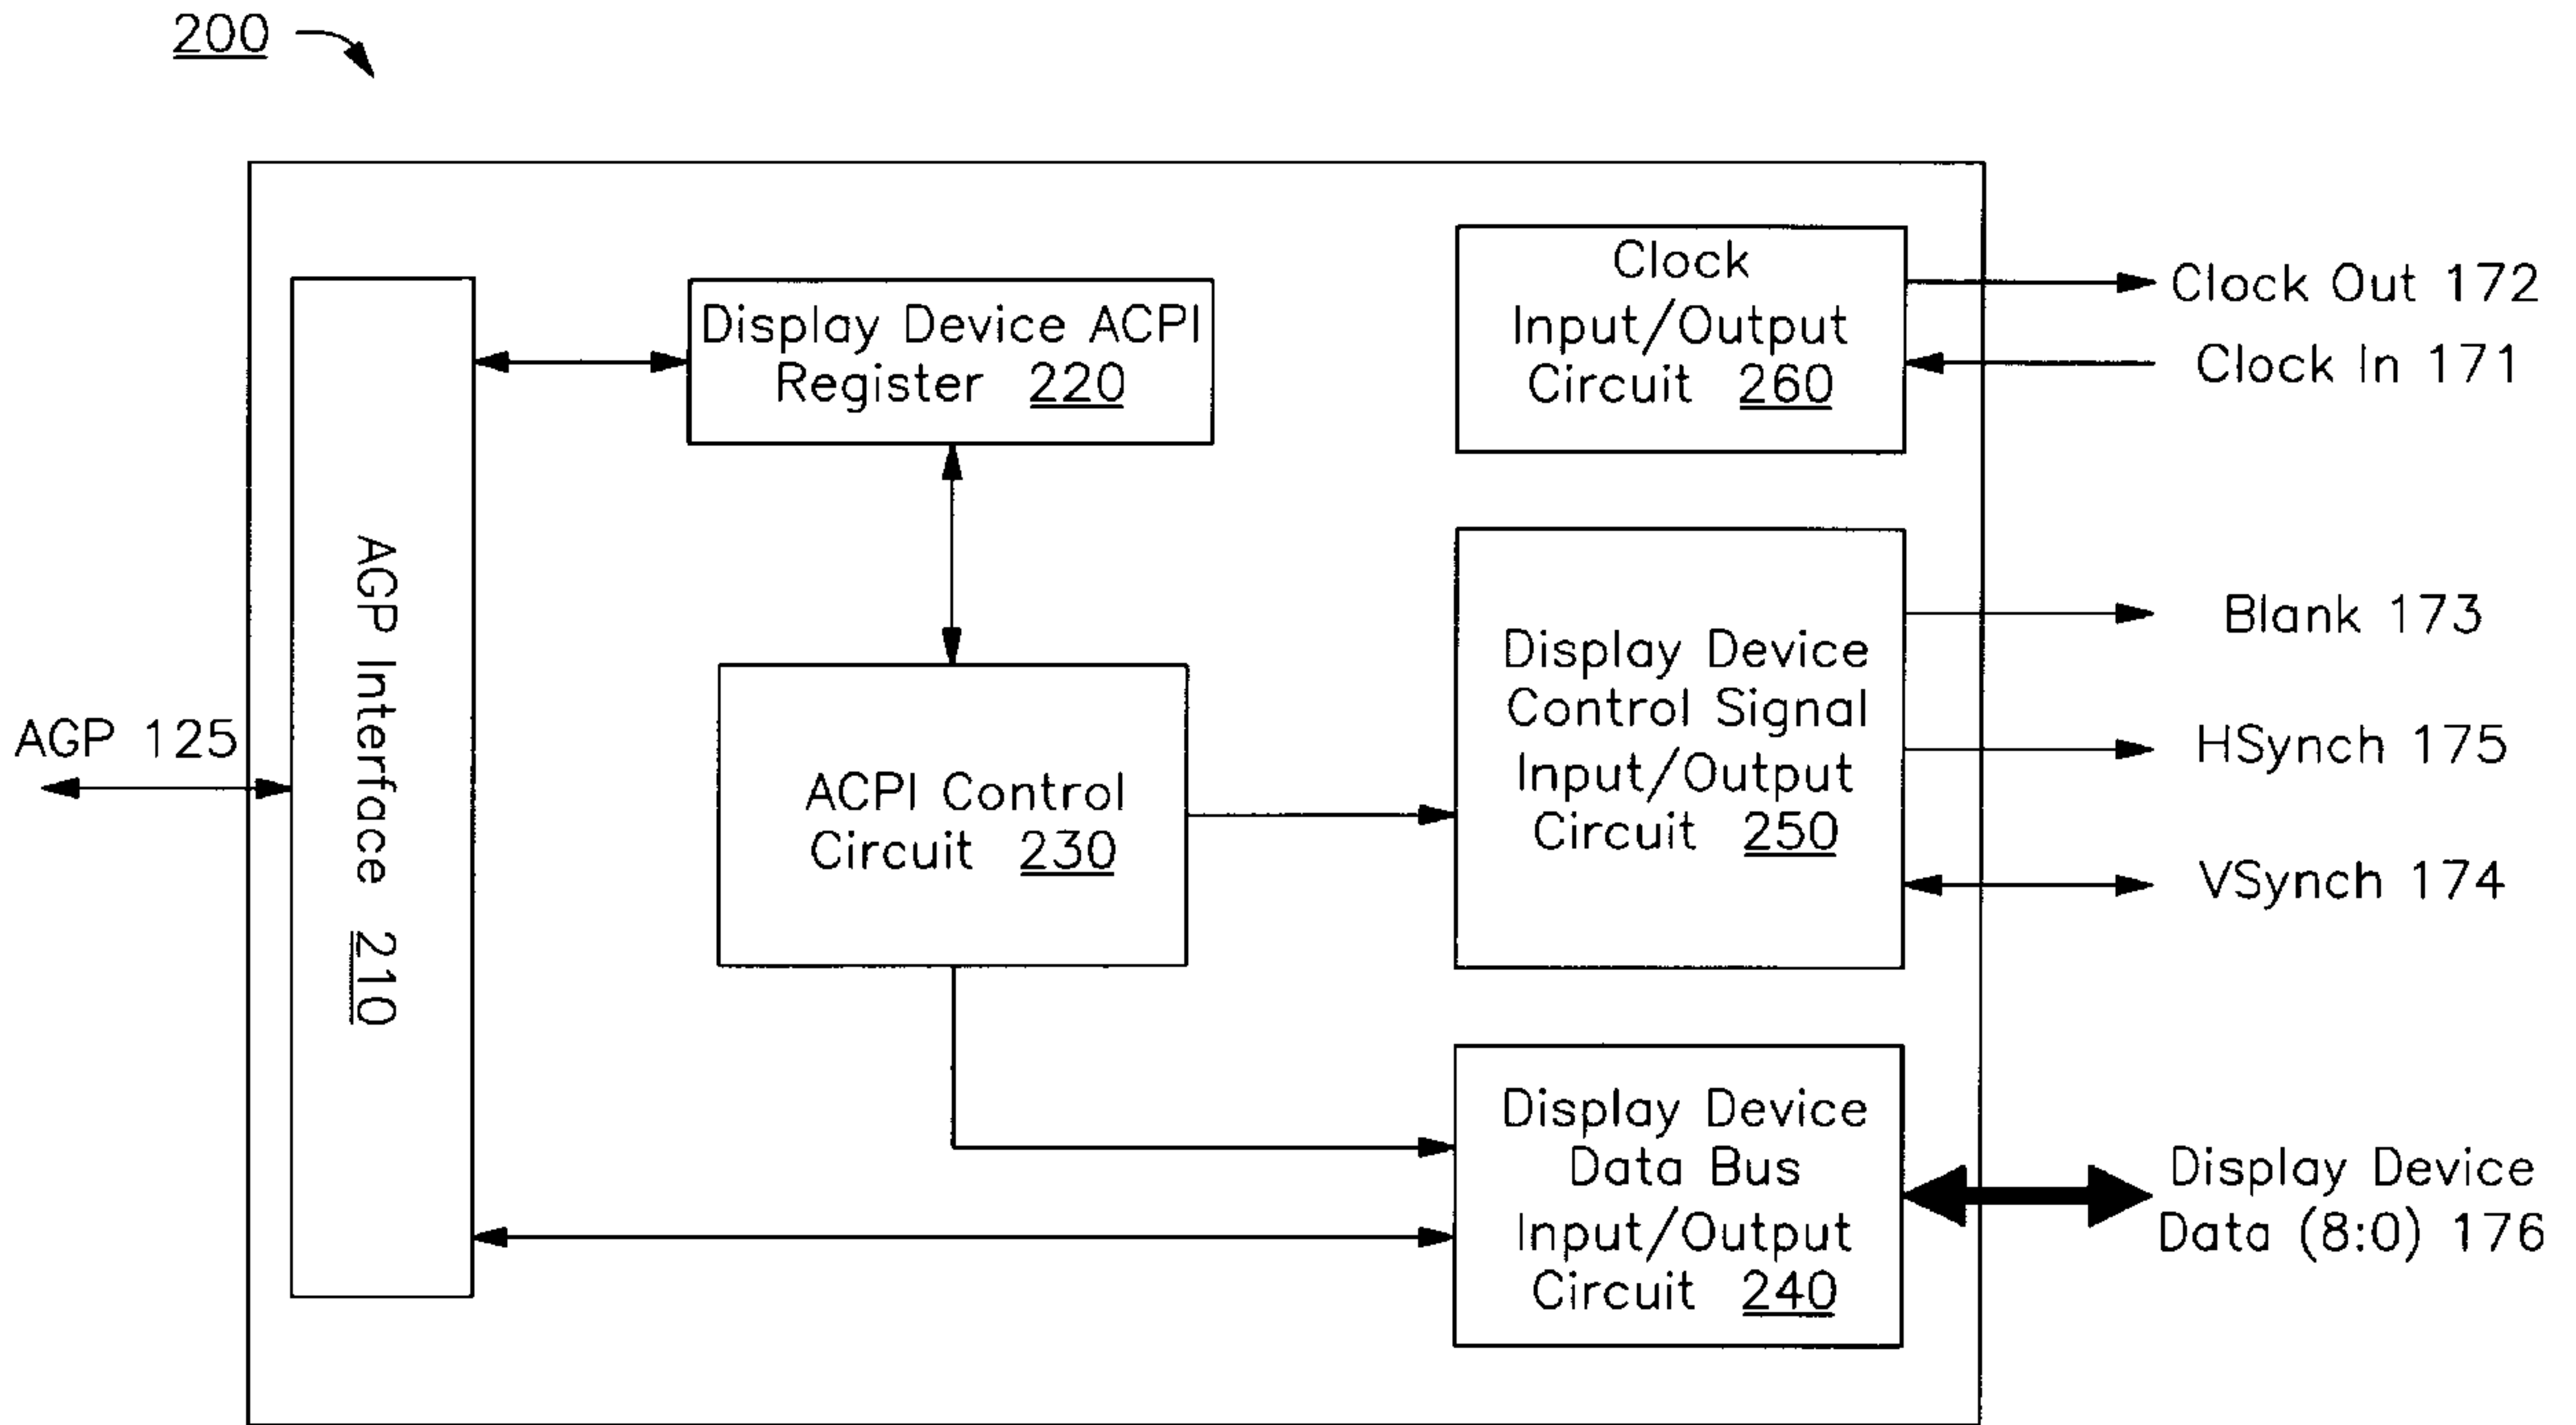 200
Display Device ACPI
Register 220
Clock
Input/Output
Circuit 260
Clock Out 172
Clock In 171
AGP Interface 210
AGP 125
ACPI Control
Circuit 230
Display Device
Control Signal
Input/Output
Circuit 250
Blank 173
HSynch 175
VSynch 174
Display Device
Data Bus
Input/Output
Circuit 240
Display Device
Data (8:0) 176